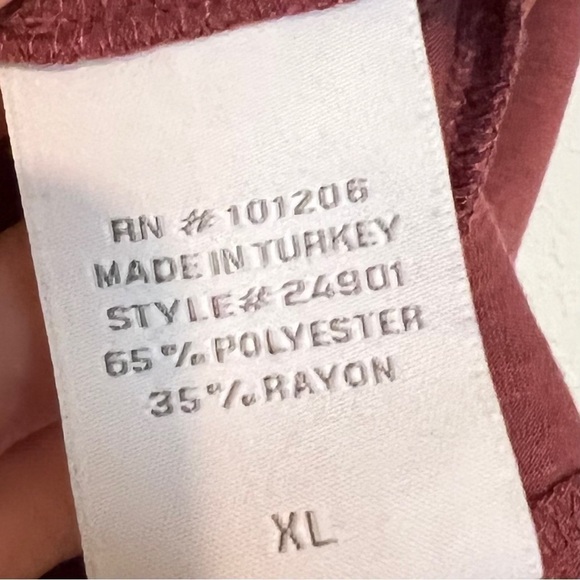 RN # 101206
MADE IN TURKEY
STYLE# 24901
65% POLYESTER
35% RAYON
XL